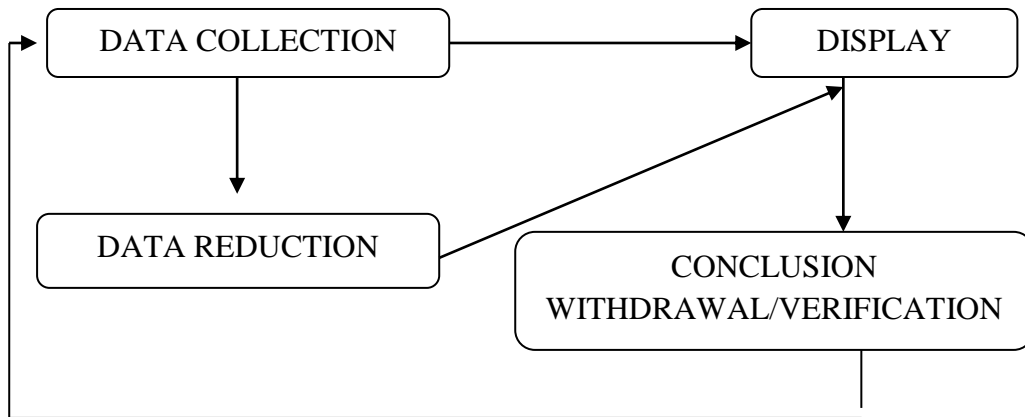 DATA COLLECTION
DISPLAY
DATA REDUCTION
CONCLUSION
WITHDRAWAL/VERIFICATION